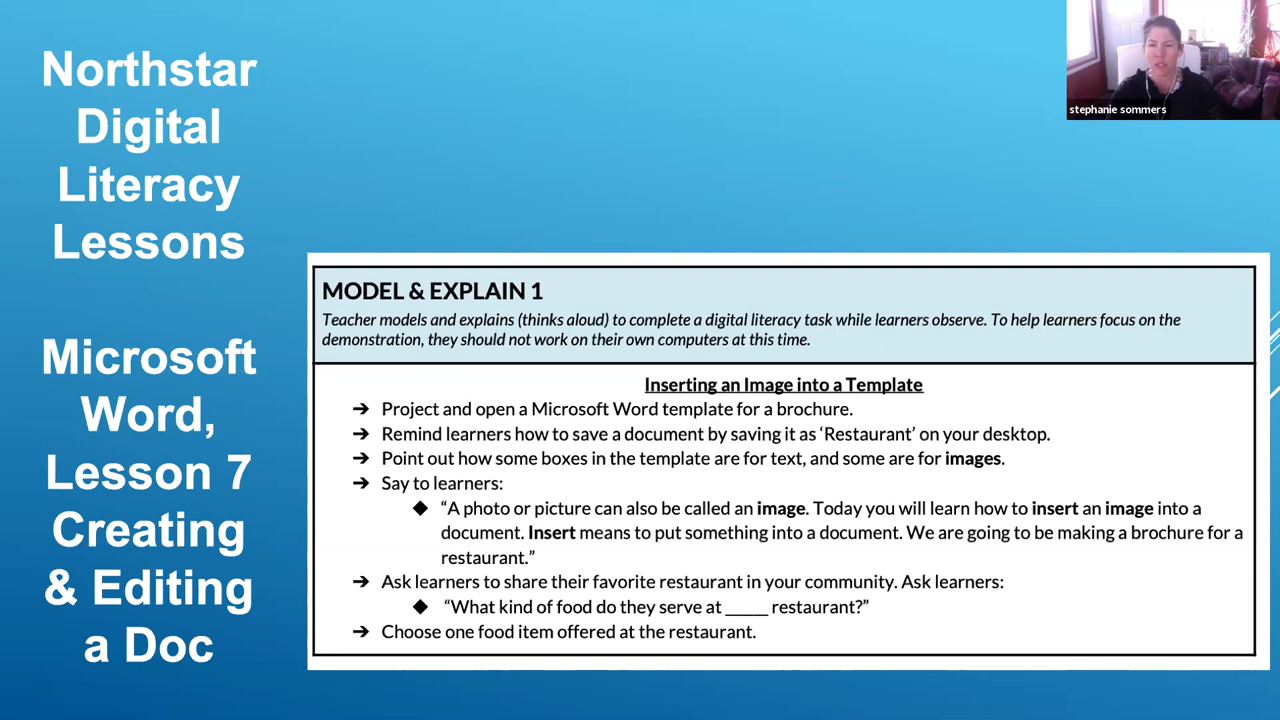 Northstar
Digital
Literacy
Lessons
Microsoft
Word,
Lesson 7
Creating
& Editing
a Doc
stephanie sommers
MODEL & EXPLAIN 1
Teacher models and explains (thinks aloud) to complete a digital literacy task while learners observe. To help learners focus on the
demonstration, they should not work on their own computers at this time.
Inserting an Image into a Template
➔ Project and open a Microsoft Word template for a brochure.
➔ Remind learners how to save a document by saving it as ‘Restaurant’ on your desktop.
➔ Point out how some boxes in the template are for text, and some are for images.
➔ Say to learners:
◆ “A photo or picture can also be called an image. Today you will learn how to insert an image into a
document. Insert means to put something into a document. We are going to be making a brochure for a
restaurant.”
➔ Ask learners to share their favorite restaurant in your community. Ask learners:
◆ “What kind of food do they serve at _____ restaurant?”
➔ Choose one food item offered at the restaurant.